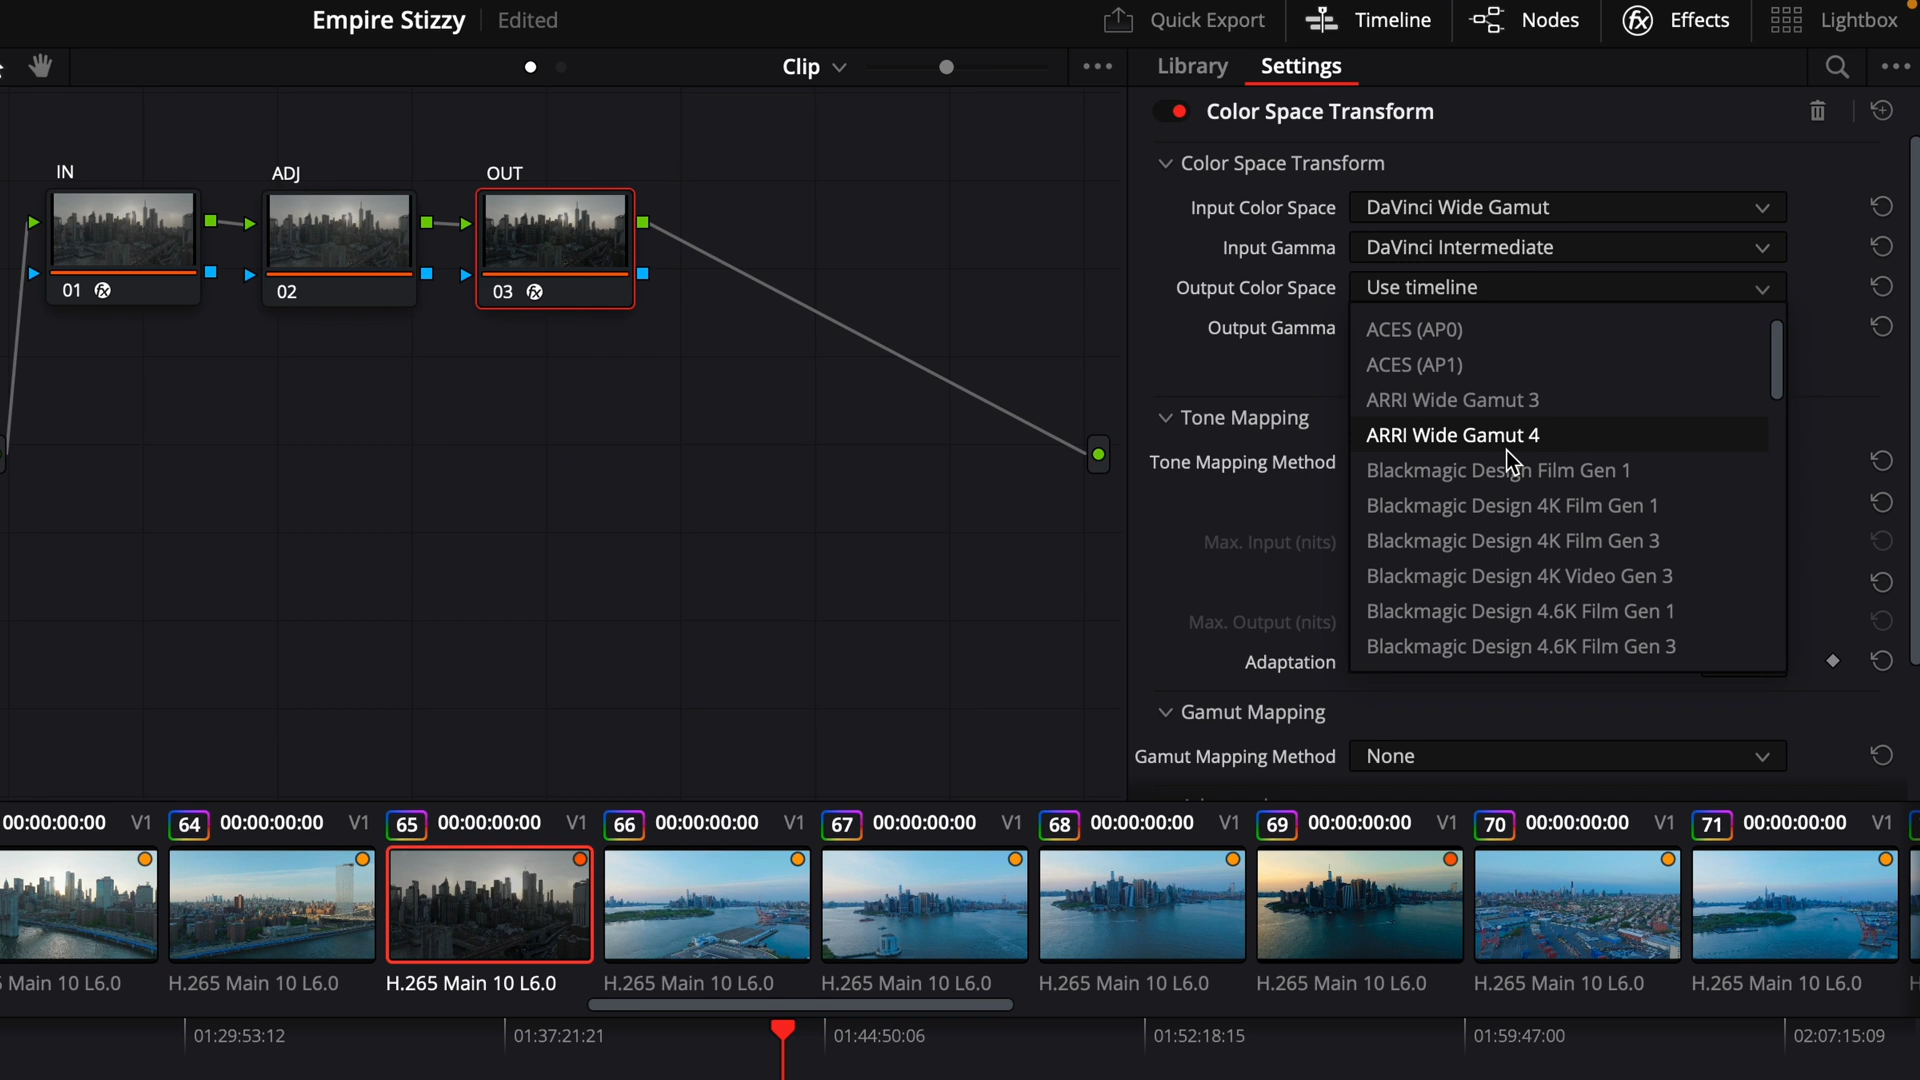 Empire Stizzy Edited Quick Export Timeline Nodes Effects Lightbox
Clip Library Settings
Color Space Transform
Color Space Transform
Input Color Space DaVinci Wide Gamut
Input Gamma DaVinci Intermediate
Output Color Space Use timeline
Output Gamma
ACES (AP0)
ACES (AP1)
ARRI Wide Gamut 3
ARRI Wide Gamut 4
Blackmagic Design Film Gen 1
Blackmagic Design 4K Film Gen 1
Blackmagic Design 4K Film Gen 3
Blackmagic Design 4K Video Gen 3
Blackmagic Design 4.6K Film Gen 1
Blackmagic Design 4.6K Film Gen 3
Tone Mapping
Tone Mapping Method
Max. Input (nits)
Max. Output (nits)
Adaptation
Gamut Mapping
Gamut Mapping Method None
IN ADJ OUT
01 fx 02 03 fx
00:00:00:00 V1 64 00:00:00:00 V1 65 00:00:00:00 V1 66 00:00:00:00 V1 67 00:00:00:00 V1 68 00:00:00:00 V1 69 00:00:00:00 V1 70 00:00:00:00 V1 71 00:00:00:00 V1
Main 10 L6.0 H.265 Main 10 L6.0 H.265 Main 10 L6.0 H.265 Main 10 L6.0 H.265 Main 10 L6.0 H.265 Main 10 L6.0 H.265 Main 10 L6.0 H.265 Main 10 L6.0 H.265 Main 10 L6.0
01:29:53:12 01:37:21:21 01:44:50:06 01:52:18:15 01:59:47:00 02:07:15:09